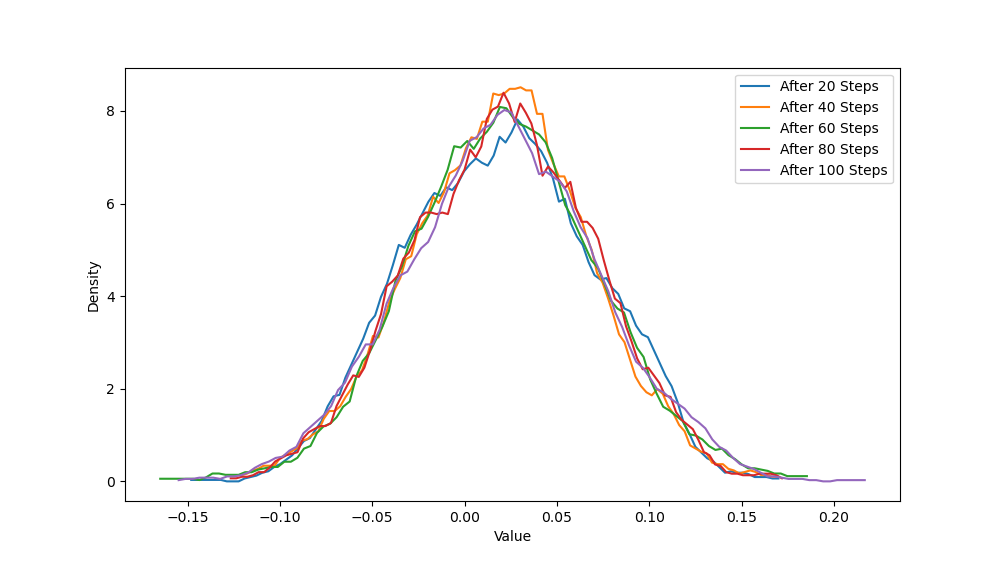 After 20 Steps
After 40 Steps
After 60 Steps
After 80 Steps
After 100 Steps
8
6
4
2
0
Density
−0.15 −0.10 −0.05 0.00 0.05 0.10 0.15 0.20
Value